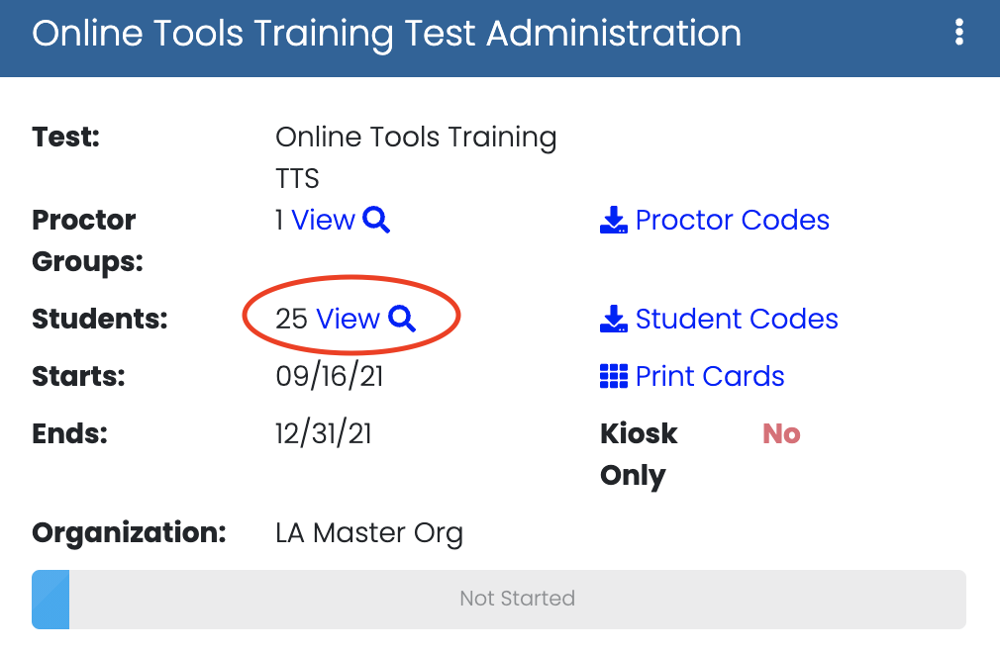 Online Tools Training Test Administration
Test: Online Tools Training
TTS
Proctor 1 View Proctor Codes
Groups:
Students: 25 View Student Codes
Starts: 09/16/21 Print Cards
Ends: 12/31/21 Kiosk No
Only
Organization: LA Master Org
Not Started